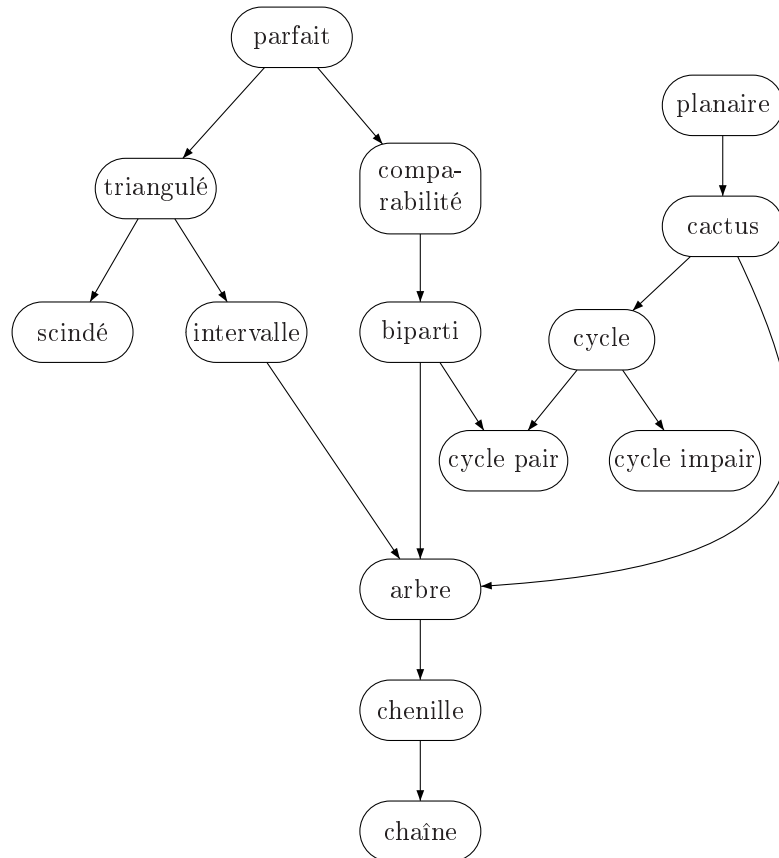 parfait
planaire
triangulé
compa-
rabilité
cactus
scindé
intervalle
biparti
cycle
cycle pair
cycle impair
arbre
chenille
chaîne